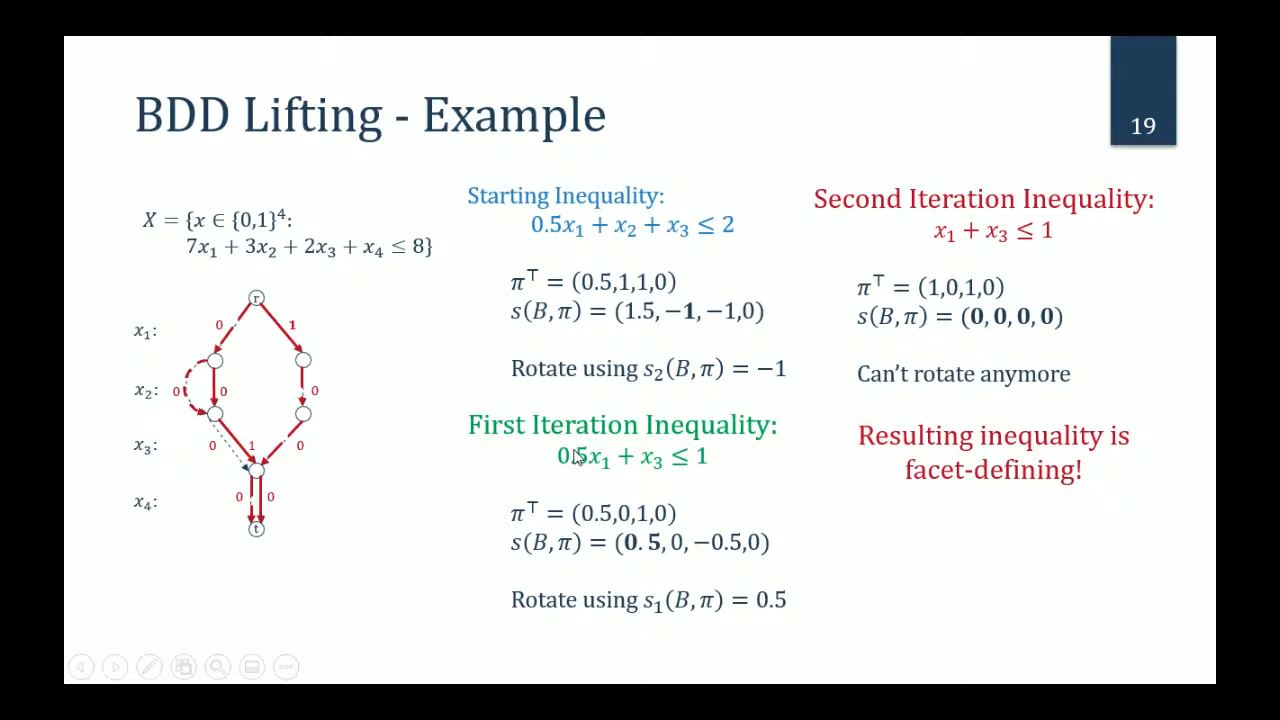 BDD Lifting - Example
19
X = {x ∈ {0,1}⁴:
7x₁ + 3x₂ + 2x₃ + x₄ ≤ 8}
r
x₁: 0 1
x₂: 0 0 0
x₃: 0 1 0
x₄: 0 0
t
Starting Inequality:
0.5x₁ + x₂ + x₃ ≤ 2
π⊤ = (0.5,1,1,0)
s(B,π) = (1.5,−1,−1,0)
Rotate using s₂(B,π) = −1
First Iteration Inequality:
0.5x₁ + x₃ ≤ 1
π⊤ = (0.5,0,1,0)
s(B,π) = (0.5,0,−0.5,0)
Rotate using s₁(B,π) = 0.5
Second Iteration Inequality:
x₁ + x₃ ≤ 1
π⊤ = (1,0,1,0)
s(B,π) = (0,0,0,0)
Can't rotate anymore
Resulting inequality is
facet-defining!